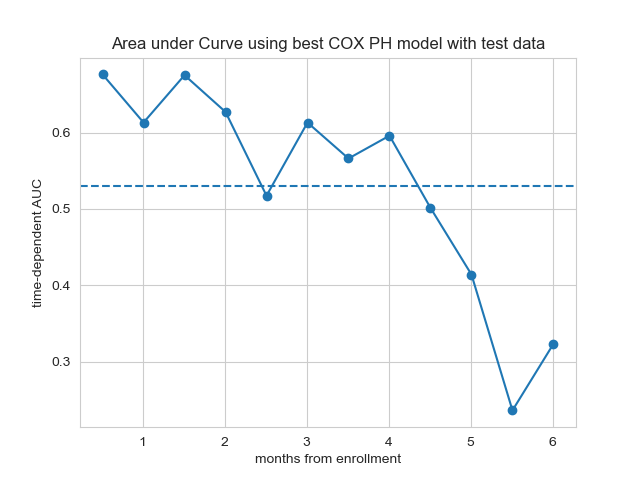 Area under Curve using best COX PH model with test data
time-dependent AUC
0.6
0.5
0.4
0.3
1 2 3 4 5 6
months from enrollment